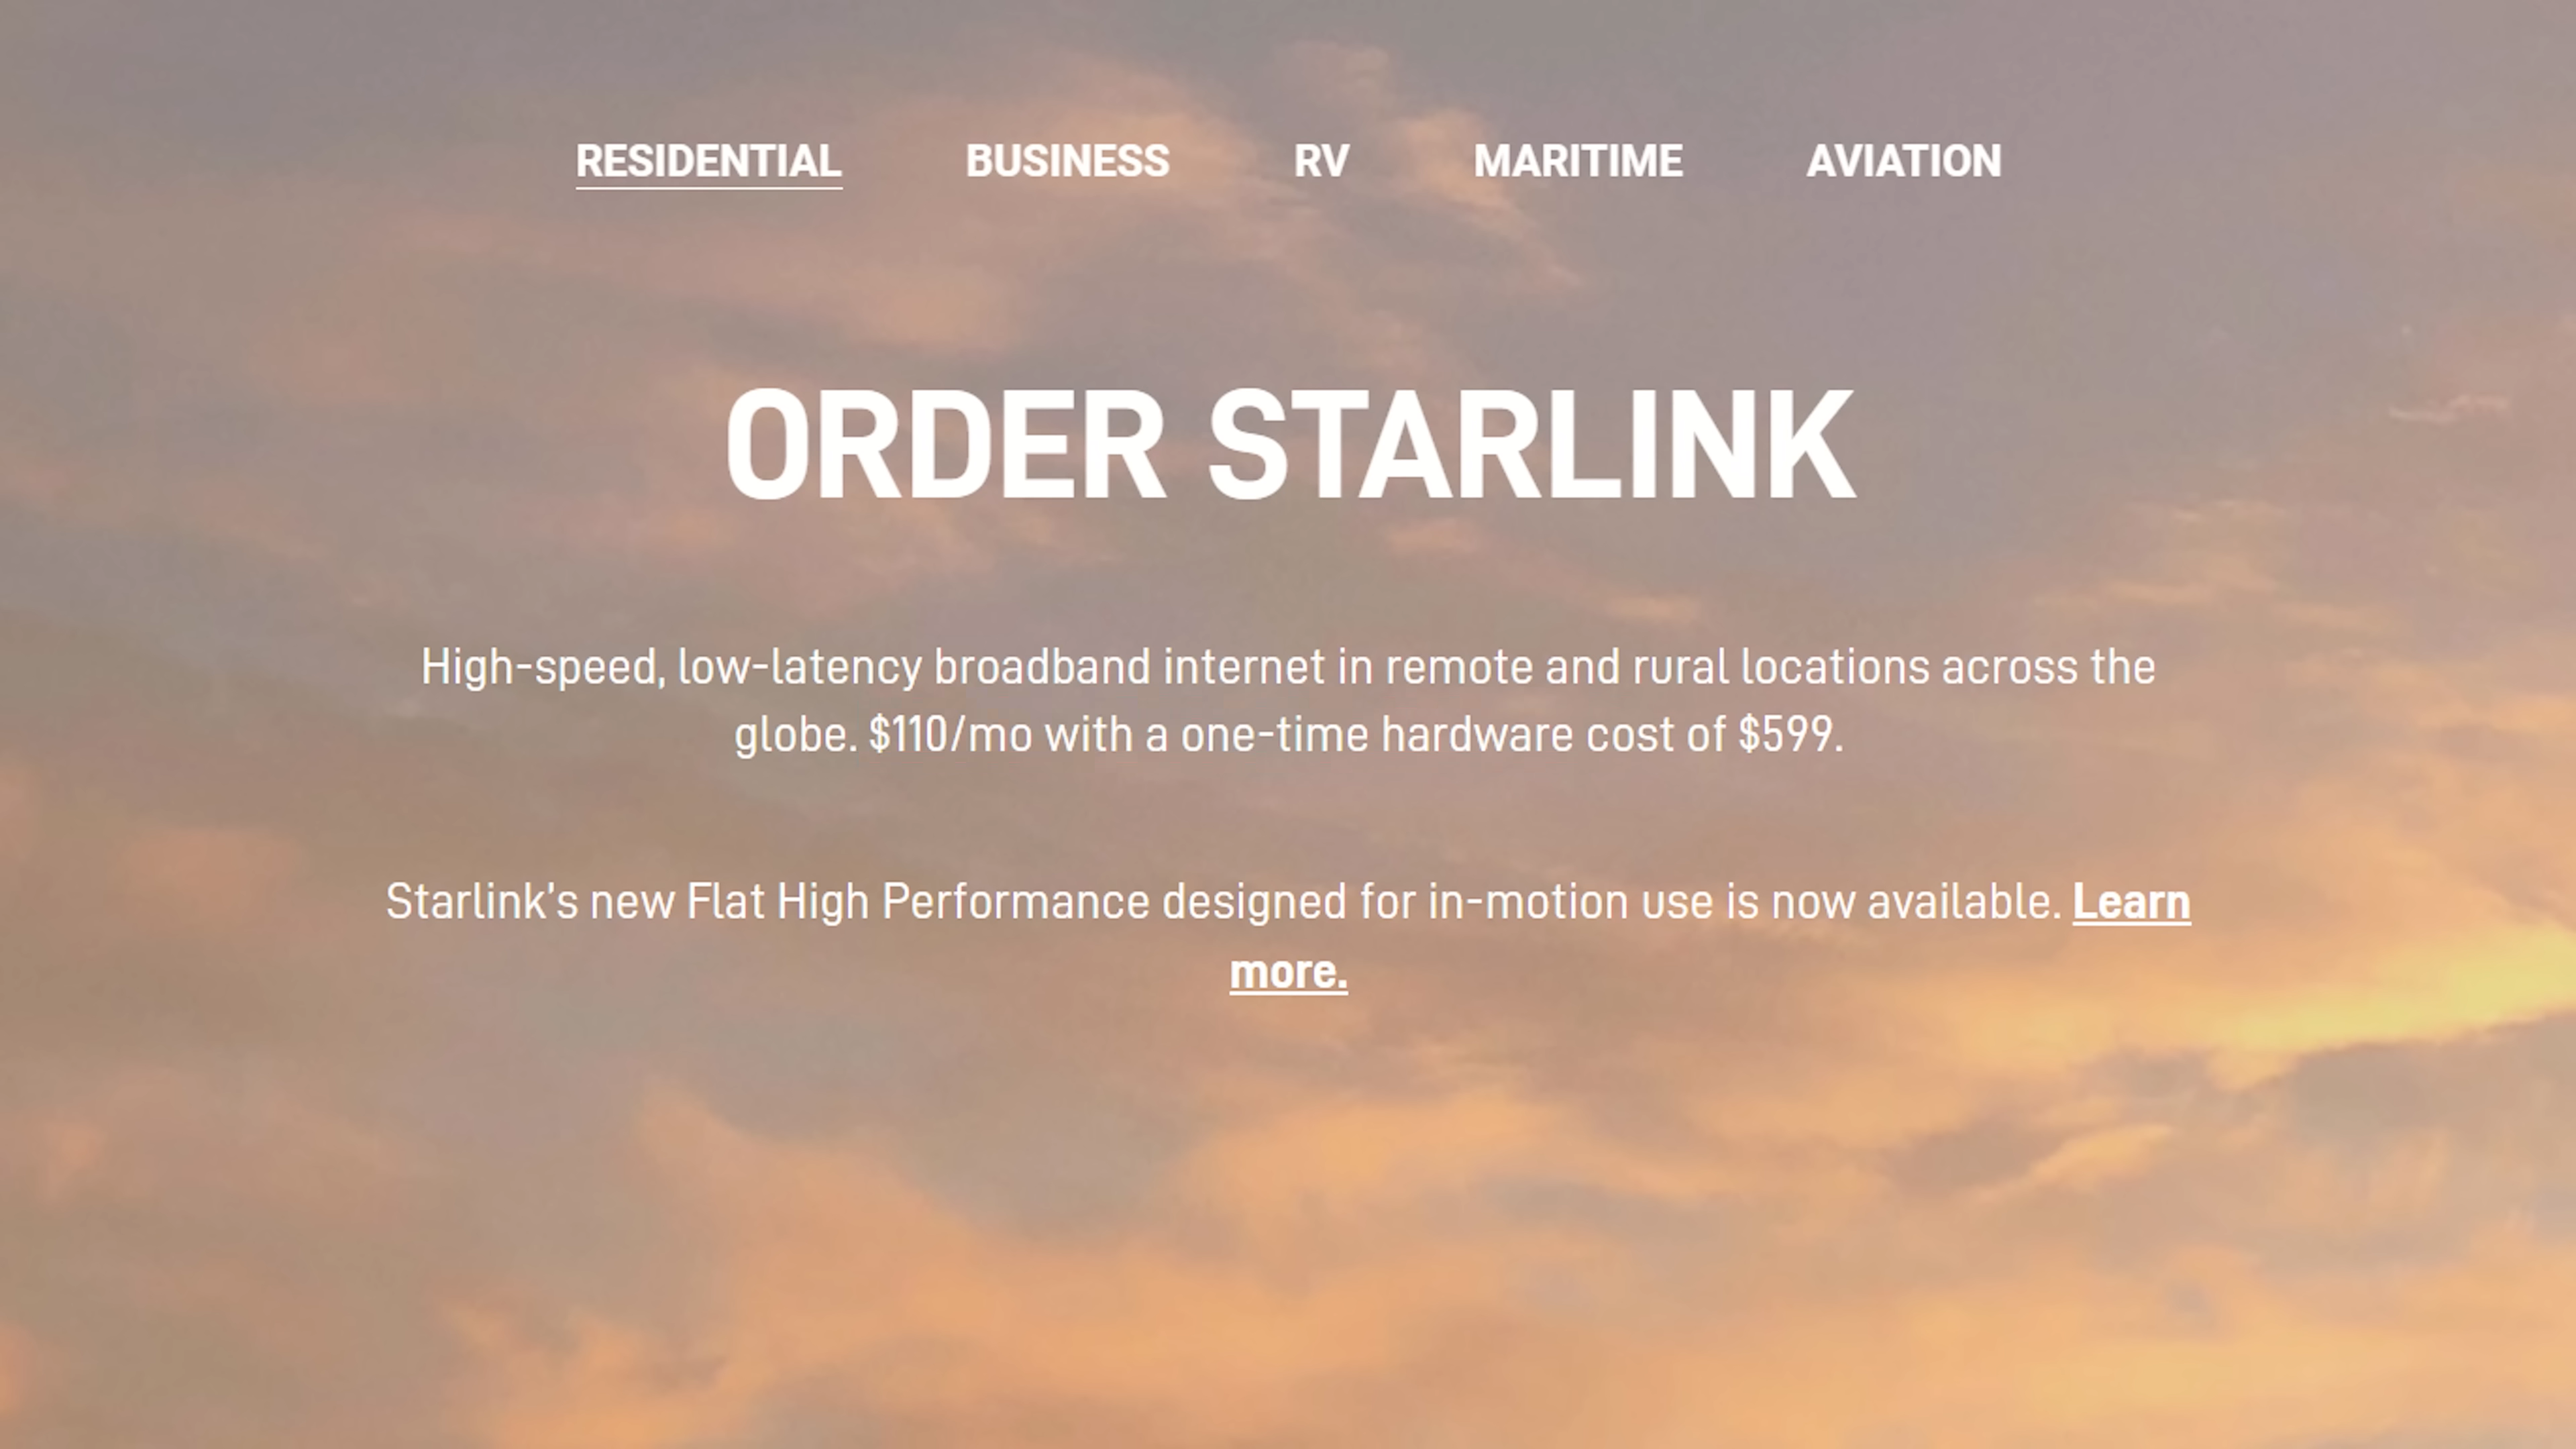 RESIDENTIAL BUSINESS RV MARITIME AVIATION
ORDER STARLINK
High-speed, low-latency broadband internet in remote and rural locations across the
globe. $110/mo with a one-time hardware cost of $599.
Starlink's new Flat High Performance designed for in-motion use is now available. Learn
more.